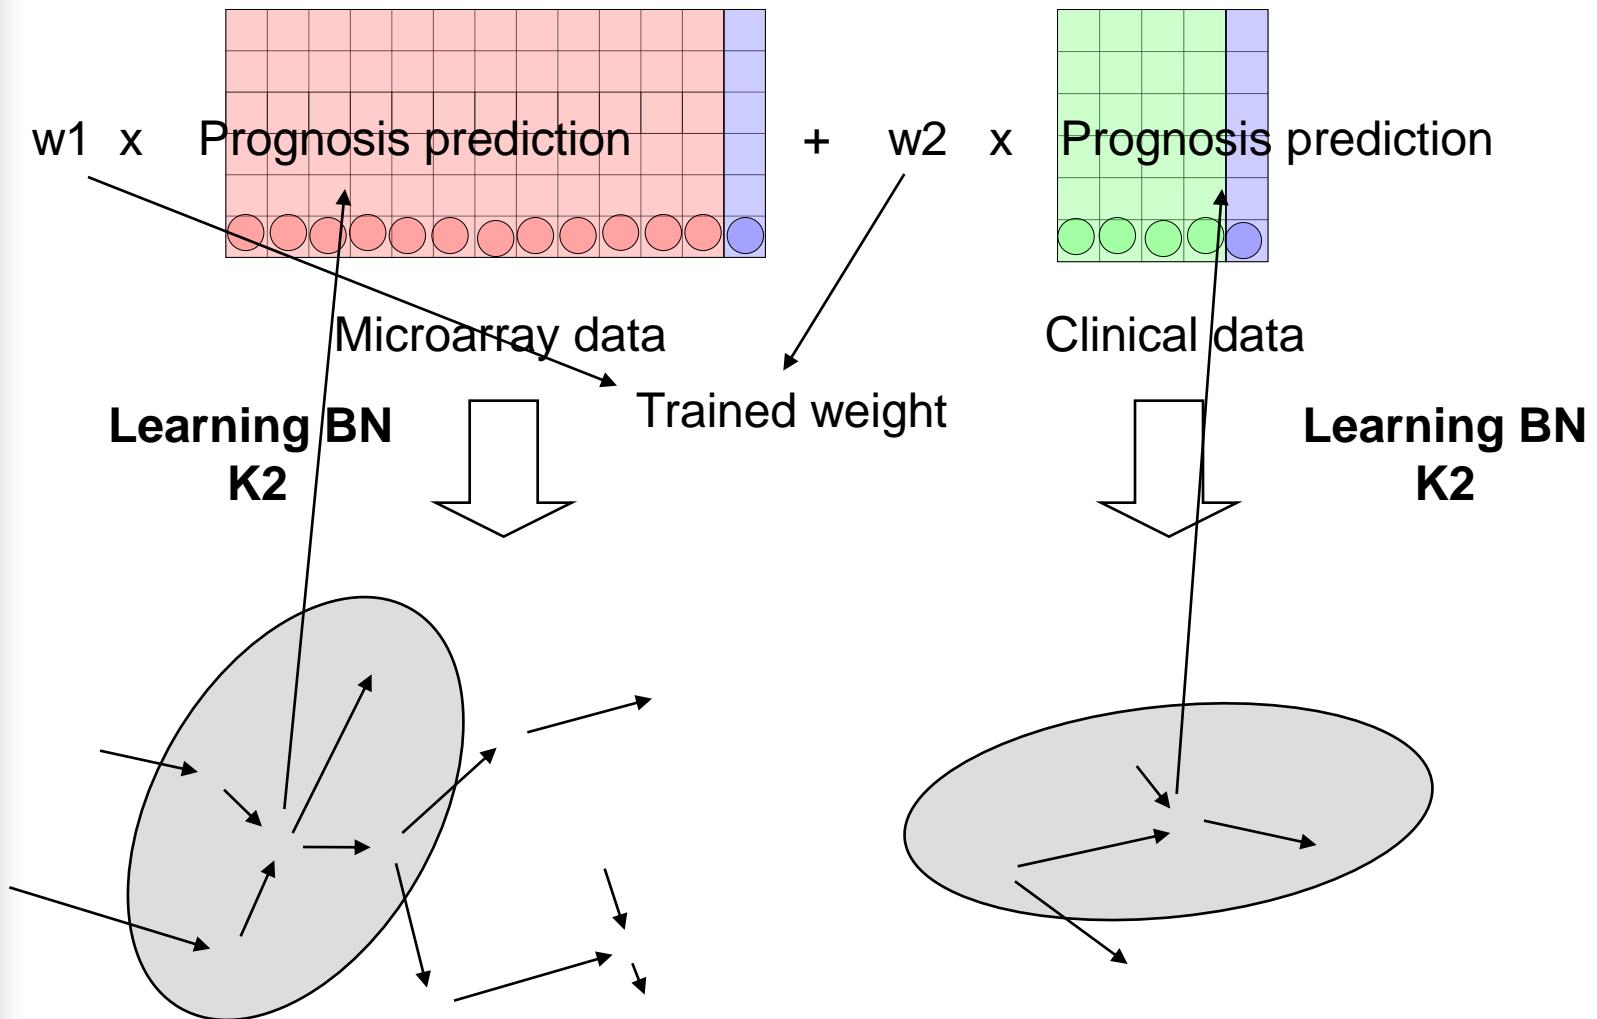 w1 x Prognosis prediction + w2 x Prognosis prediction
Microarray data
Clinical data
Trained weight
Learning BN
K2
Learning BN
K2